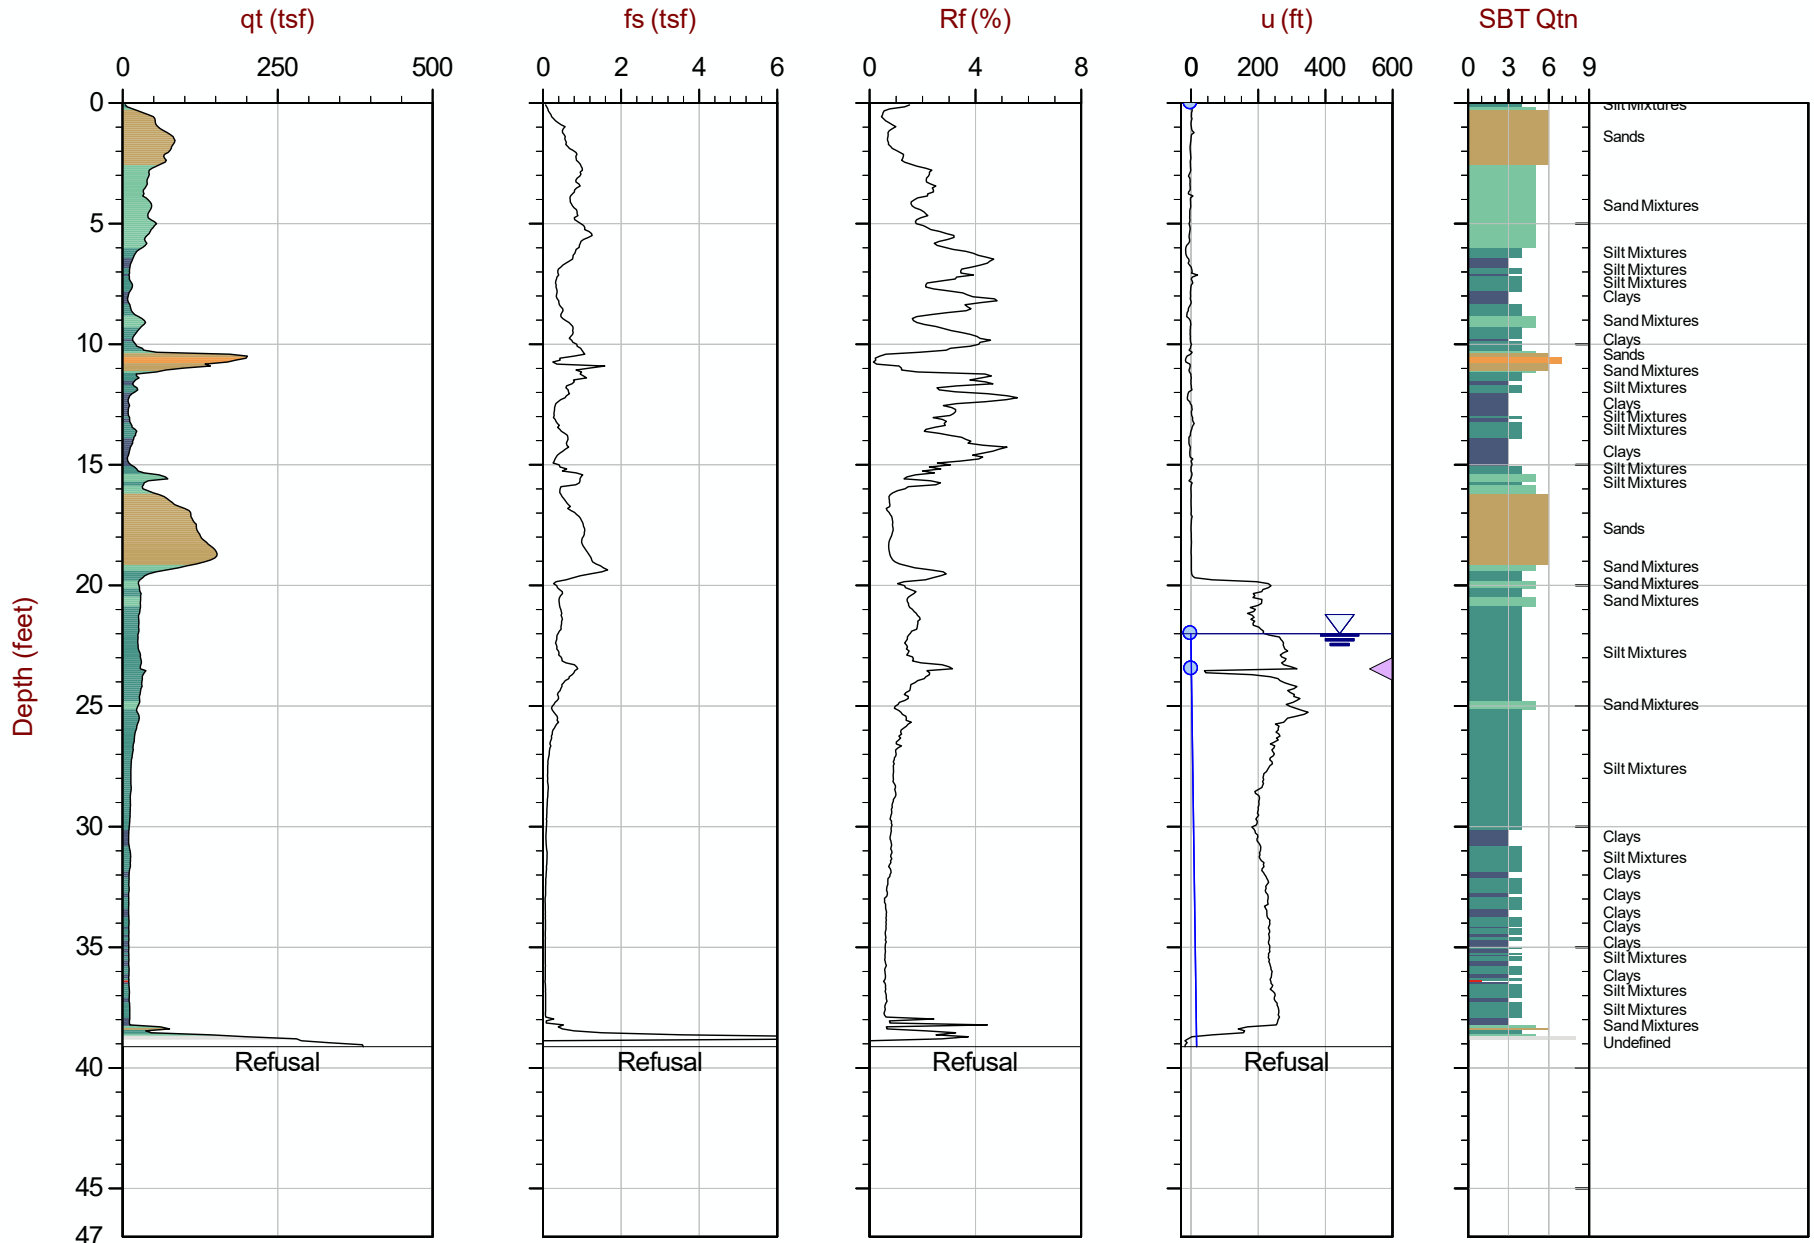 qt (tsf) fs (tsf) Rf (%) u (ft) SBT Qtn
0 250 500 0 2 4 6 0 4 8 0 200 400 600 0 3 6 9
Depth (feet)
0
5
10
15
20
25
30
35
40
45
47
Silt Mixtures
Sands
Sand Mixtures
Silt Mixtures
Silt Mixtures
Silt Mixtures
Clays
Sand Mixtures
Clays
Sands
Sand Mixtures
Silt Mixtures
Clays
Silt Mixtures
Silt Mixtures
Clays
Silt Mixtures
Silt Mixtures
Sands
Sand Mixtures
Sand Mixtures
Sand Mixtures
Silt Mixtures
Sand Mixtures
Silt Mixtures
Clays
Silt Mixtures
Clays
Clays
Clays
Clays
Clays
Silt Mixtures
Clays
Silt Mixtures
Silt Mixtures
Sand Mixtures
Undefined
Refusal Refusal Refusal Refusal